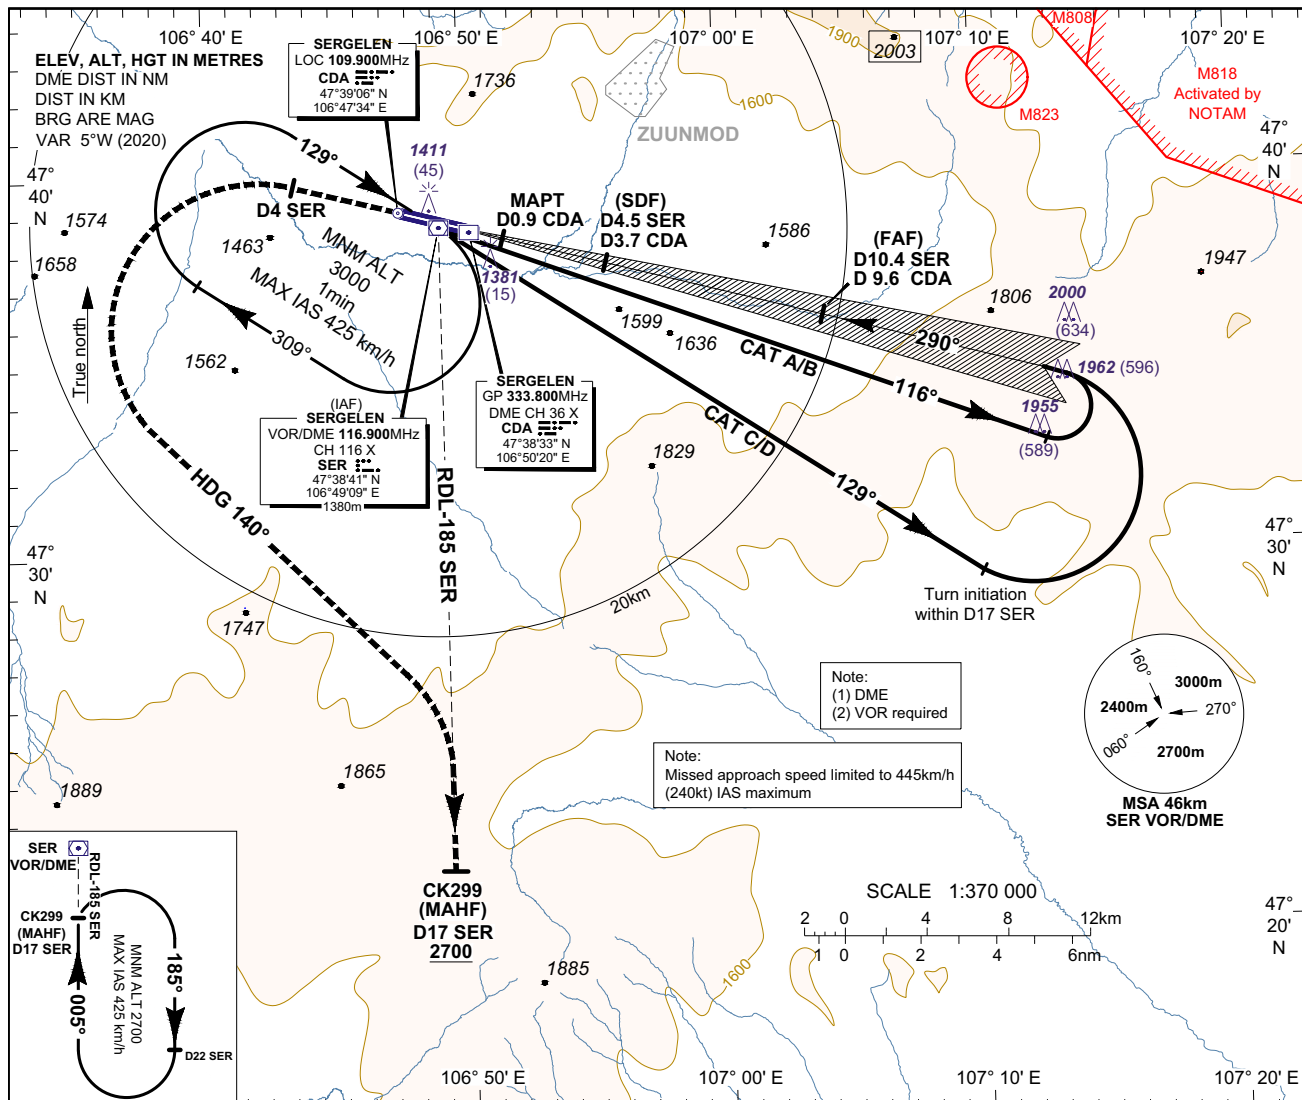 106°40' E
106°50' E
107°00' E
107°10' E
107°20' E
ELEV, ALT, HGT IN METRES
DME DIST IN NM
DIST IN KM
BRG ARE MAG
VAR 5°W (2020)
SERGELEN
LOC 109.900MHz
CDA
47°39'06" N
106°47'34" E
1736
1900
2003
M808
M818
Activated by
NOTAM
M823
1600
ZUUNMOD
47°
40'
N
47°
40'
N
129°
1411
(45)
MAPT
D0.9 CDA
(SDF)
D4.5 SER
D3.7 CDA
(FAF)
D10.4 SER
D 9.6 CDA
1574
1658
D4 SER
1463
MNM ALT
3000
1min
MAX IAS 425 km/h
309°
1381
(15)
1586
1947
1806
2000
(634)
True north
1562
1599
1636
290°
CAT A/B
116°
1962 (596)
1955
(589)
CAT C/D
129°
SERGELEN
GP 333.800MHz
DME CH 36 X
CDA
47°38'33" N
106°50'20" E
(IAF)
SERGELEN
VOR/DME 116.900MHz
CH 116 X
SER
47°38'41" N
106°49'09" E
1380m
1829
HDG 140°
RDL-185 SER
47°
30'
N
47°
30'
N
Turn initiation
within D17 SER
20km
1747
Note:
(1) DME
(2) VOR required
160°
3000m
2400m
270°
060°
2700m
MSA 46km
SER VOR/DME
Note:
Missed approach speed limited to 445km/h
(240kt) IAS maximum
1865
1889
SER
VOR/DME
RDL-185 SER
CK299
(MAHF)
D17 SER
MNM ALT 2700
MAX IAS 425 km/h
185°
005°
D22 SER
CK299
(MAHF)
D17 SER
2700
1885
1600
SCALE 1:370 000
2 0 4 8 12km
1 0 2 4 6nm
47°
20'
N
106°50' E
107°00' E
107°10' E
107°20' E